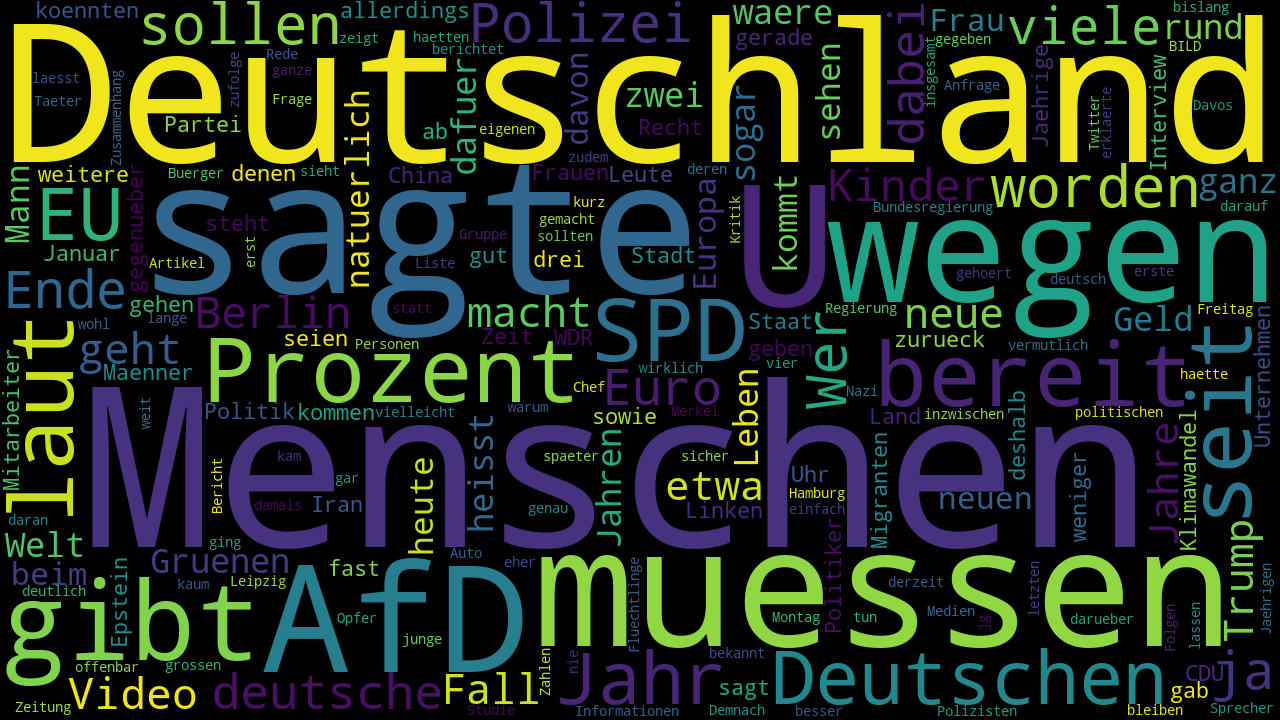 koennten
sollen
allerdings
zeigt
haetten
berichtet
Polizei
waere
gerade
dabei
Frau
gegeben
viele
rund
bislang
BILD
Deutschland
laesst
Taeter
Zusammenhang
Partei
zufolge
Rede
ganze
Frage
natuerlich
ab
dafuer
eigenen
davon
zwei
Recht
sogar
sehen
insgesamt
Anfrage
Jaehrige
Twitter
erklaerte
Interview
Davos
Mann
weitere
Buerger
denen
sieht
China
zudem
Frauen
Leute
deren
Kinder
worden
ganz
EU
Januar
gegenueber
sagte
steht
erst
Artikel
Gruppe
Liste
gut
kurz
gemacht
sollten
drei
Stadt
Europa
Kritik
U
kommt
Bundesregierung
darauf
wegen
gehoert
deutsch
erste
Ende
gehen
wohl
lange
Berlin
statt
macht
SPD
Staat
Regierung
neue
Geld
Freitag
laut
geht
Maenner
seien
Personen
Prozent
Zeit
WDR
wirklich
geben
vier
Wer
zurueck
vermutlich
bereit
seit
Unternehmen
Mitarbeiter
weit
Politik
kommen
vielleicht
warum
Chef
Euro
sowie
Merkel
Leben
Nazi
Land
inzwischen
deshalb
politischen
haette
Menschen
Bericht
kam
damals
gar
Iran
heute
heisst
spaeter
genau
Jahren
sicher
etwa
Linken
Uhr
Hamburg
einfach
Migranten
neuen
weniger
Jahre
Klimawandel
daran
Welt
beim
deutlich
ging
Gruenen
kaum
Leipzig
fast
Auto
eher
Epstein
gibt
AfD
Opfer
junge
muessen
Fluechtlinge
Montag
Politiker
tun
derzeit
Medien
jg
letzten
darueber
Folgen
lassen
Trump
Jaehrigen
offenbar
grossen
Zeitung
Video
deutsche
Fall
Studie
Zahlen
nie
Jahr
Informationen
bekannt
sagt
Demnach
Deutschen
besser
Polizisten
bleiben
CDU
gab
ja
Sprecher